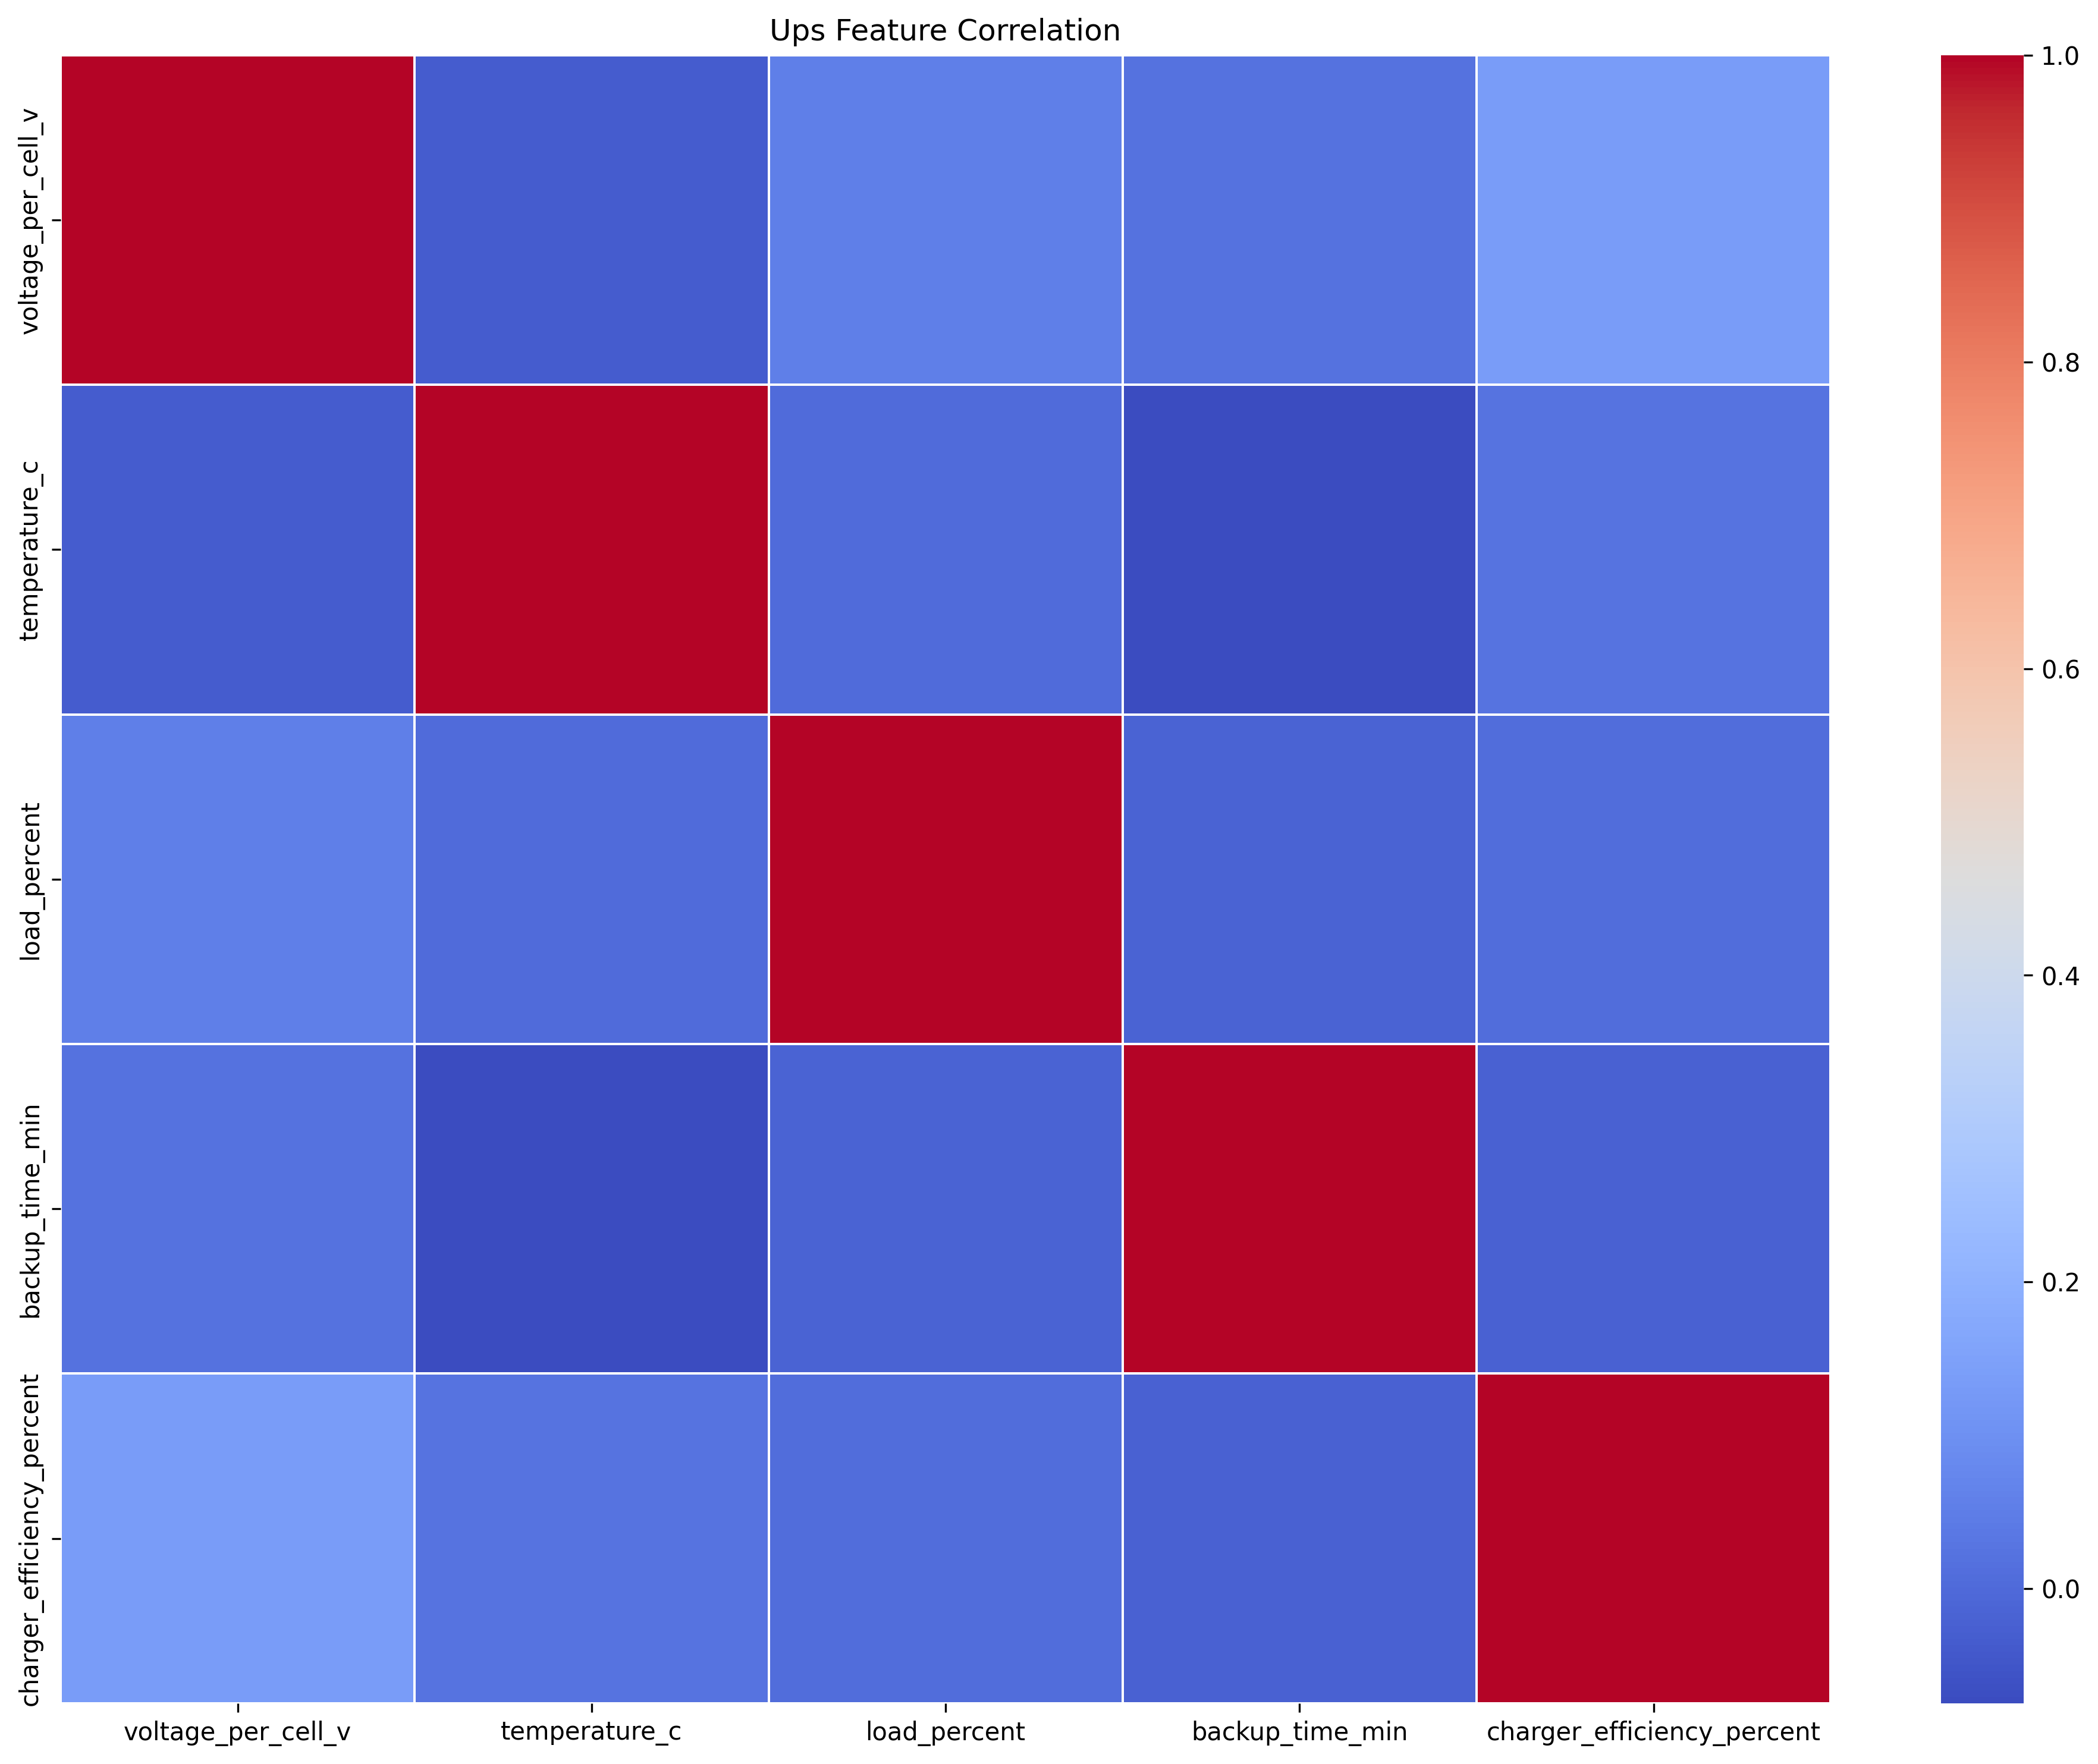 Ups Feature Correlation
voltage_per_cell_v
temperature_c
load_percent
backup_time_min
charger_efficiency_percent
voltage_per_cell_v
temperature_c
load_percent
backup_time_min
charger_efficiency_percent
1.0
0.8
0.6
0.4
0.2
0.0